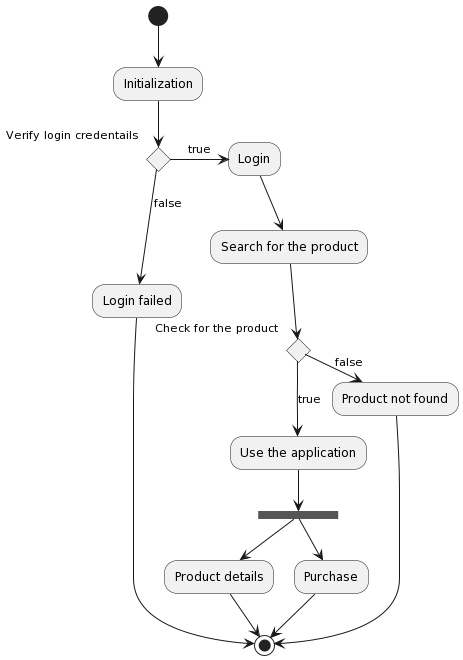 Initialization
Verify login credentails
true
Login
false
Search for the product
Login failed
Check for the product
false
Product not found
true
Use the application
Product details
Purchase